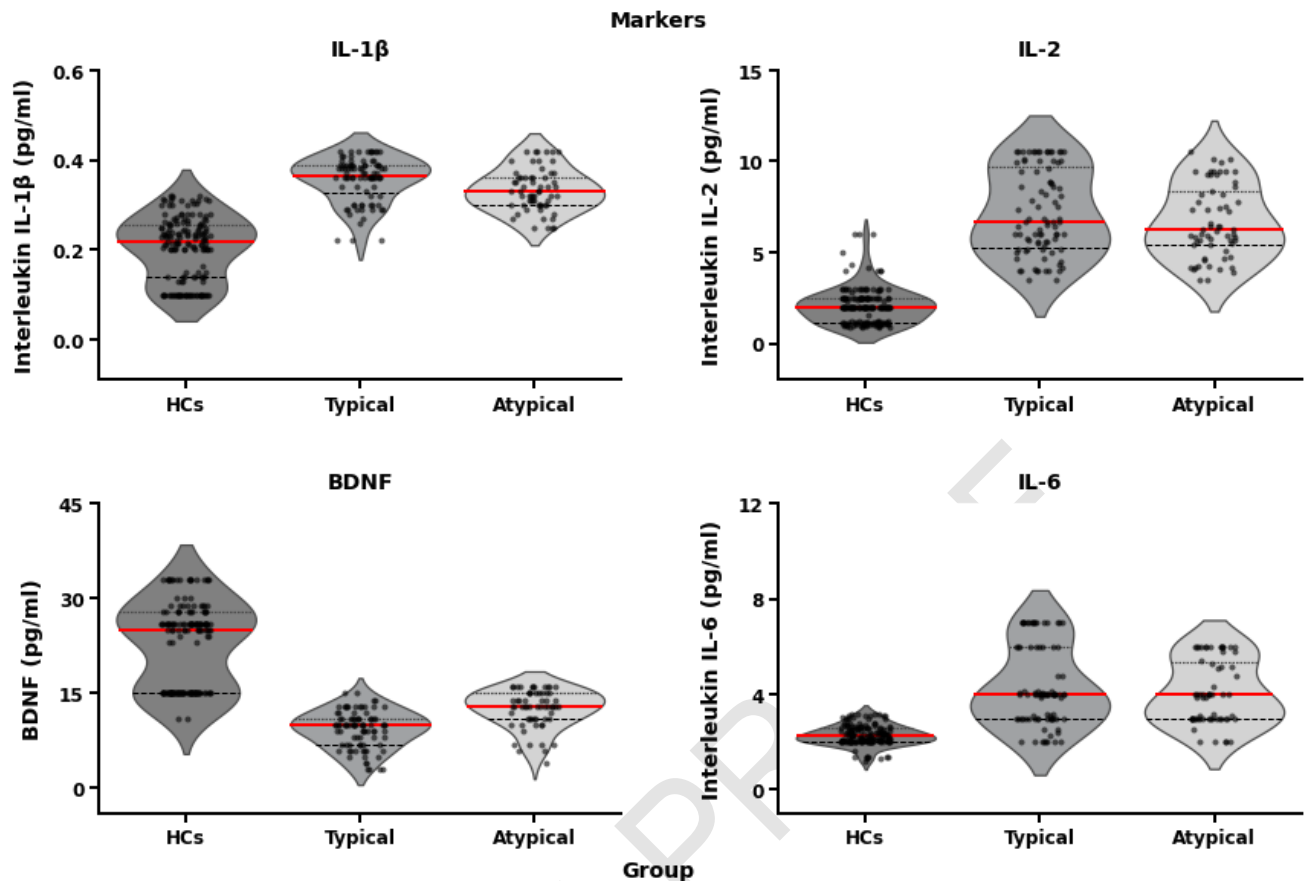 Markers
IL-1β
Interleukin IL-1β (pg/ml)
0.6
0.4
0.2
0.0
HCs Typical Atypical
IL-2
Interleukin IL-2 (pg/ml)
15
10
5
0
HCs Typical Atypical
BDNF
BDNF (pg/ml)
45
30
15
0
HCs Typical Atypical
IL-6
Interleukin IL-6 (pg/ml)
12
8
4
0
HCs Typical Atypical
Group
PR